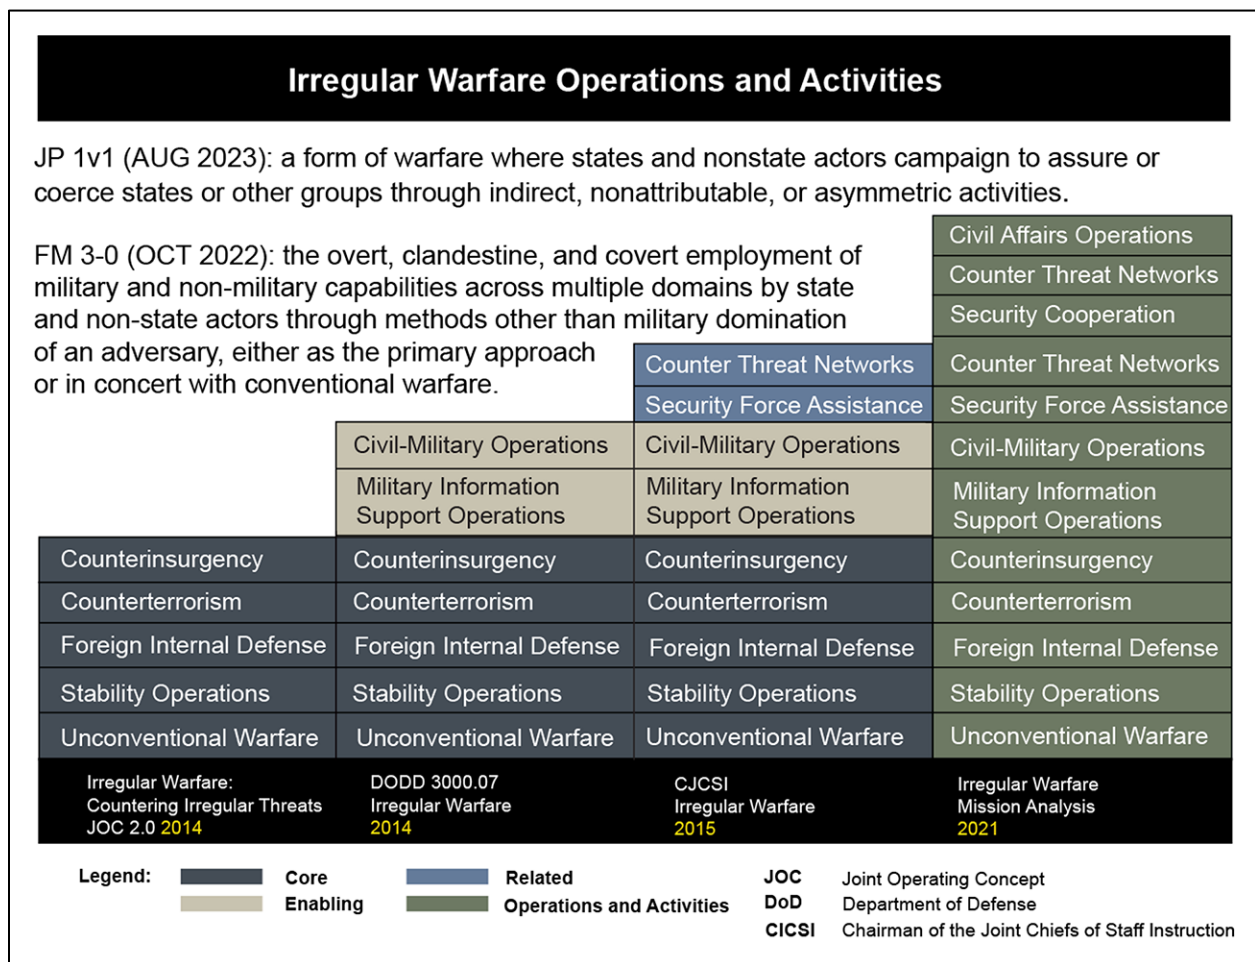 Irregular Warfare Operations and Activities
JP 1v1 (AUG 2023): a form of warfare where states and nonstate actors campaign to assure or
coerce states or other groups through indirect, nonattributable, or asymmetric activities.
FM 3-0 (OCT 2022): the overt, clandestine, and covert employment of
military and non-military capabilities across multiple domains by state
and non-state actors through methods other than military domination
of an adversary, either as the primary approach
or in concert with conventional warfare.
Counterinsurgency
Counterterrorism
Foreign Internal Defense
Stability Operations
Unconventional Warfare
Irregular Warfare:
Countering Irregular Threats
JOC 2.0 2014
Civil-Military Operations
Military Information
Support Operations
Counterinsurgency
Counterterrorism
Foreign Internal Defense
Stability Operations
Unconventional Warfare
DODD 3000.07
Irregular Warfare
2014
Counter Threat Networks
Security Force Assistance
Civil-Military Operations
Military Information
Support Operations
Counterinsurgency
Counterterrorism
Foreign Internal Defense
Stability Operations
Unconventional Warfare
CJCSI
Irregular Warfare
2015
Civil Affairs Operations
Counter Threat Networks
Security Cooperation
Counter Threat Networks
Security Force Assistance
Civil-Military Operations
Military Information
Support Operations
Counterinsurgency
Counterterrorism
Foreign Internal Defense
Stability Operations
Unconventional Warfare
Irregular Warfare
Mission Analysis
2021
Legend:
Core
Enabling
Related
Operations and Activities
JOC Joint Operating Concept
DoD Department of Defense
CICSI Chairman of the Joint Chiefs of Staff Instruction